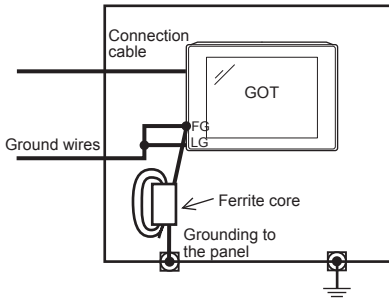 Connection
cable
GOT
FG
LG
Ground wires
Ferrite core
Grounding to
the panel